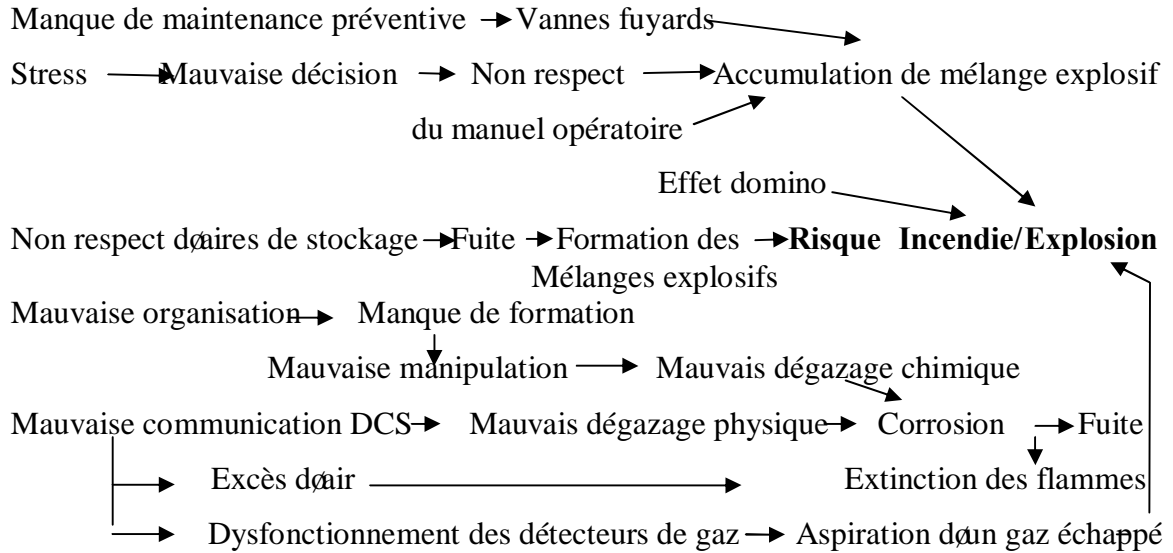 Manque de maintenance préventive Vannes fuyards
Stress Mauvaise décision Non respect Accumulation de mélange explosif
du manuel opératoire
Effet domino
Non respect døaires de stockage Fuite Formation des Risque Incendie/Explosion
Mélanges explosifs
Mauvaise organisation Manque de formation
Mauvaise manipulation Mauvais dégazage chimique
Mauvaise communication DCS Mauvais dégazage physique Corrosion Fuite
Excès døair Extinction des flammes
Dysfonctionnement des détecteurs de gaz Aspiration døun gaz échappé